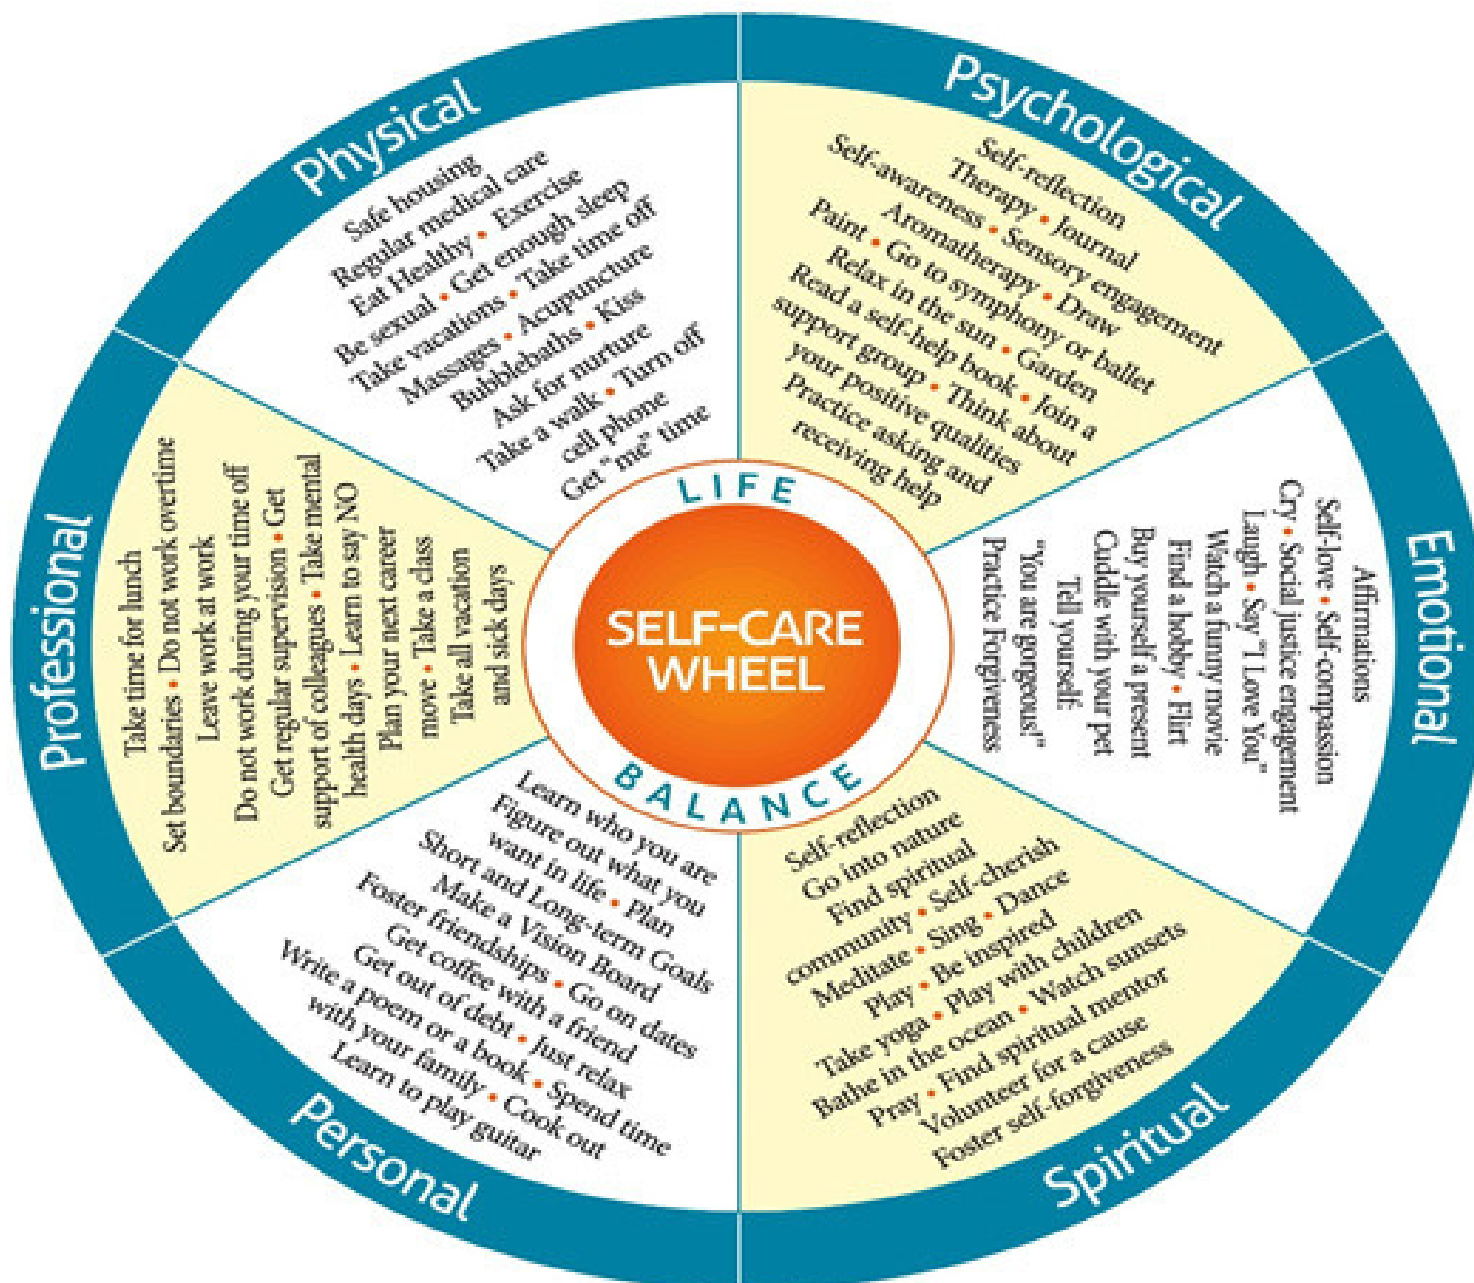 Physical
Safe housing
Regular medical care
Eat Healthy • Exercise
Be sexual • Get enough sleep
Take vacations • Take time off
Massages • Acupuncture
Bubblebaths • Kiss
Ask for nurture
Take a walk • Turn off
cell phone
Get "me" time
Psychological
Self-reflection
Therapy • Journal
Self-awareness • Sensory engagement
Aromatherapy • Draw
Paint • Go to symphony or ballet
Relax in the sun • Garden
Read a self-help book • Join a
support group • Think about
your positive qualities
Practice asking and
receiving help
Emotional
Affirmations
Self-love • Self-compassion
Cry • Social justice engagement
Laugh • Say "I Love You"
Watch a funny movie
Find a hobby • Flirt
Buy yourself a present
Cuddle with your pet
Tell yourself:
"You are gorgeous!"
Practice Forgiveness
Spiritual
Self-reflection
Go into nature
Find spiritual
community • Self-cherish
Meditate • Sing • Dance
Play • Be inspired
Take yoga • Play with children
Bathe in the ocean • Watch sunsets
Pray • Find spiritual mentor
Volunteer for a cause
Foster self-forgiveness
Personal
Learn who you are
Figure out what you
want in life • Plan
Short and Long-term Goals
Make a Vision Board
Foster friendships • Go on dates
Get coffee with a friend
Get out of debt • Just relax
Write a poem or a book • Spend time
with your family • Cook out
Learn to play guitar
Professional
Take time for lunch
Set boundaries • Do not work overtime
Leave work at work
Do not work during your time off
Get regular supervision • Get
support of colleagues • Take mental
health days • Learn to say NO
Plan your next career
move • Take a class
Take all vacation
and sick days
LIFE
SELF-CARE
WHEEL
BALANCE